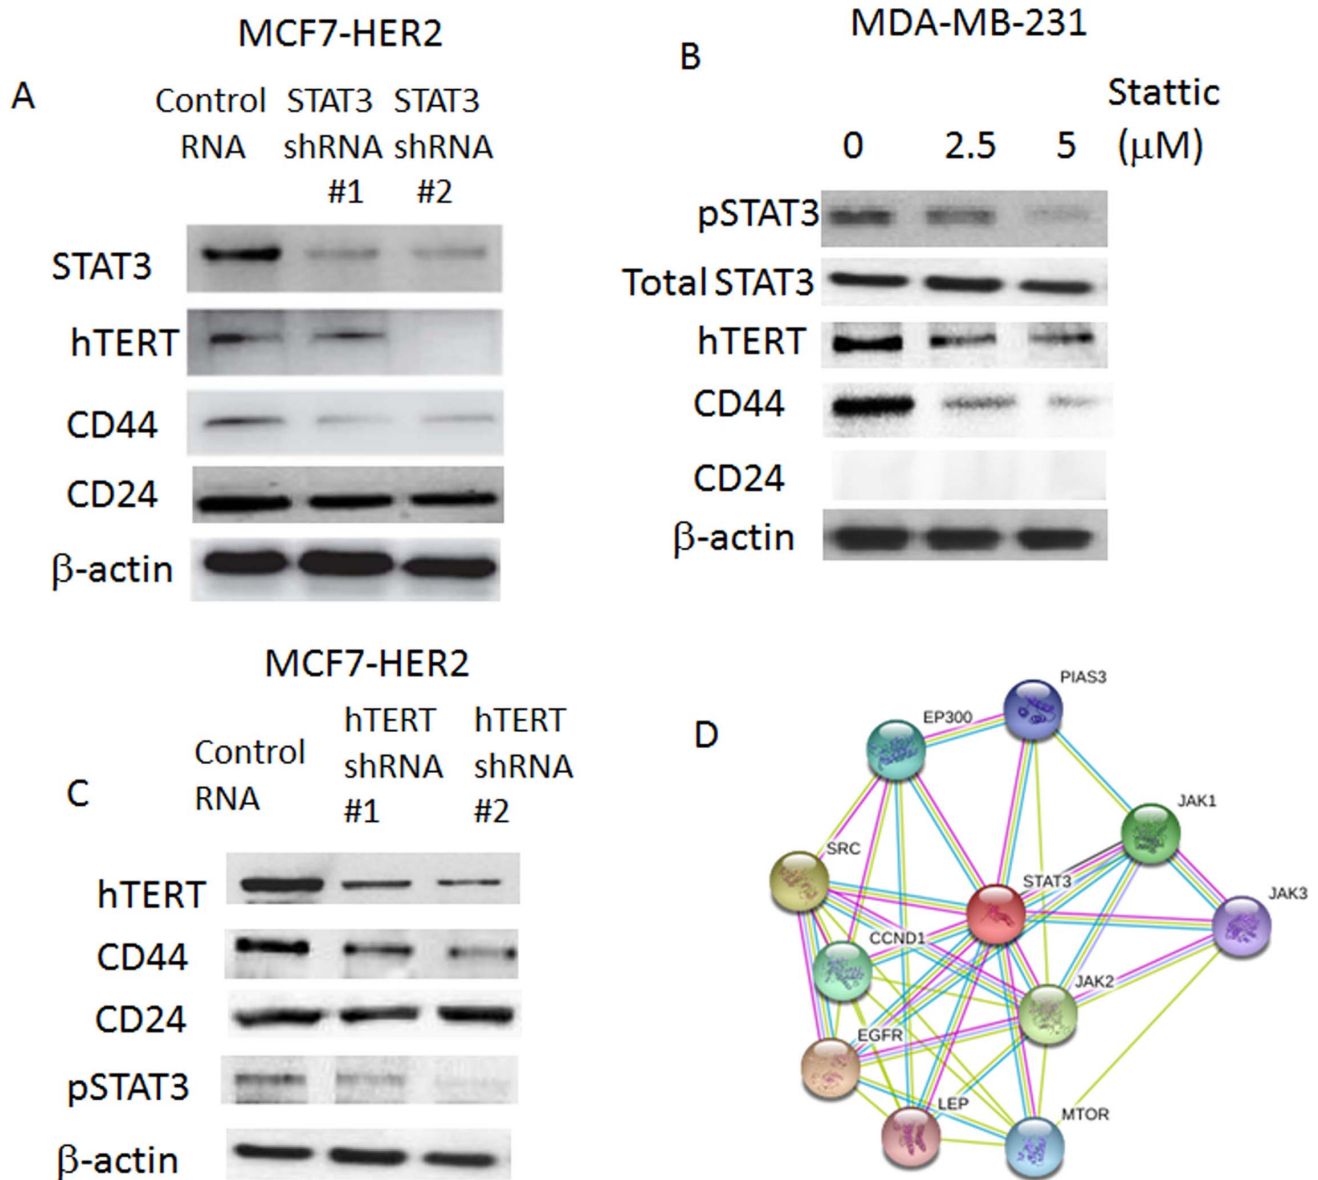 MCF7-HER2
A
Control STAT3 STAT3
RNA shRNA shRNA
#1 #2
STAT3
hTERT
CD44
CD24
β-actin
MDA-MB-231
B
Stattic
0 2.5 5 (μM)
pSTAT3
Total STAT3
hTERT
CD44
CD24
β-actin
MCF7-HER2
C
hTERT hTERT
Control shRNA shRNA
RNA #1 #2
hTERT
CD44
CD24
pSTAT3
β-actin
D
PIAS3
EP300
JAK1
SRC
STAT3
JAK3
CCND1
JAK2
EGFR
LEP
MTOR